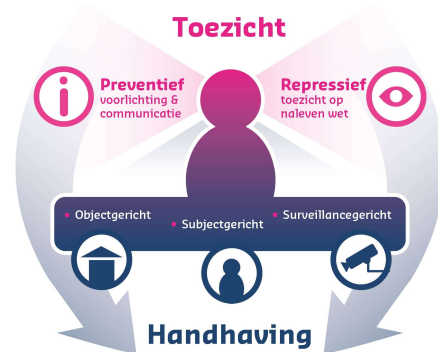 Toezicht
Preventief
voorlichting &
communicatie
Repressief
toezicht op
naleven wet
• Objectgericht
• Subjectgericht
• Surveillancegericht
Handhaving